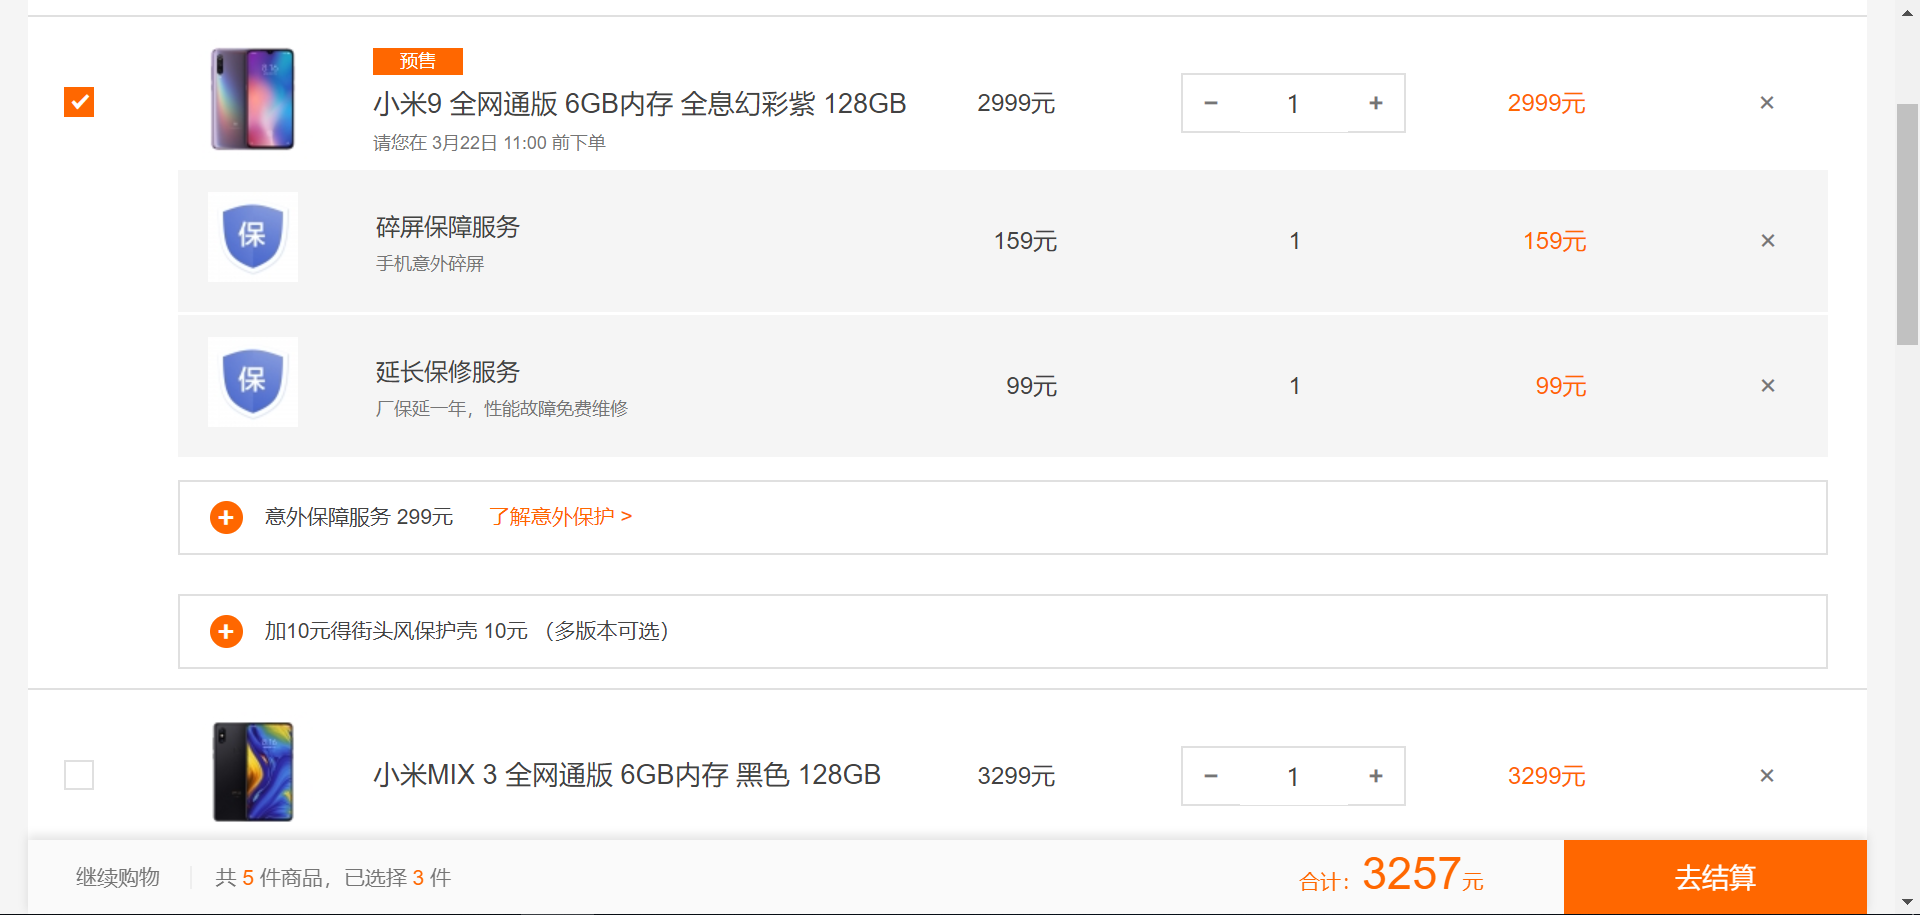 预售
小米9 全网通版 6GB内存 全息幻彩紫 128GB 2999元 − 1 + 2999元 ×
请您在 3月22日 11:00 前下单
保 碎屏保障服务 159元 1 159元 ×
手机意外碎屏
保 延长保修服务 99元 1 99元 ×
厂保延一年，性能故障免费维修
+ 意外保障服务 299元 了解意外保护 >
+ 加10元得街头风保护壳 10元 （多版本可选）
小米MIX 3 全网通版 6GB内存 黑色 128GB 3299元 − 1 + 3299元 ×
继续购物 共 5 件商品，已选择 3 件 合计：3257元 去结算